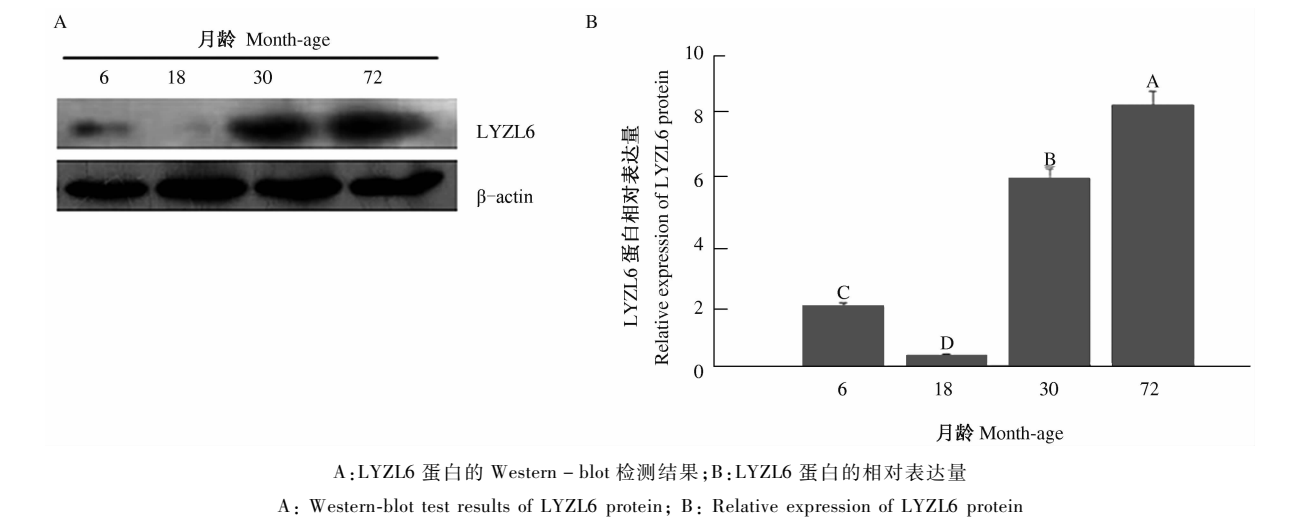 A
月龄 Month-age
6 18 30 72
LYZL6
β-actin
B
LYZL6 蛋白相对表达量
Relative expression of LYZL6 protein
10
8
6
4
2
0
C
D
B
A
6 18 30 72
月龄 Month-age
A:LYZL6 蛋白的 Western – blot 检测结果;B:LYZL6 蛋白的相对表达量
A: Western-blot test results of LYZL6 protein; B: Relative expression of LYZL6 protein